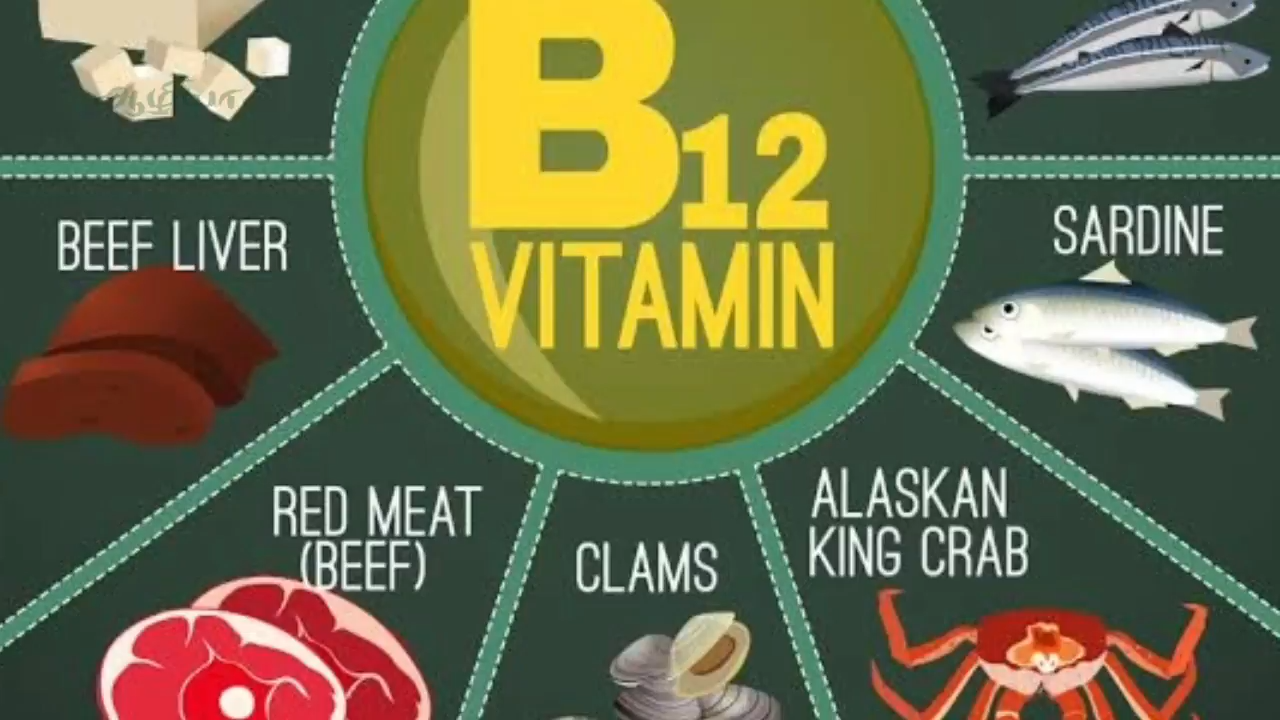 B12
VITAMIN
BEEF LIVER
SARDINE
RED MEAT
(BEEF)
CLAMS
ALASKAN
KING CRAB